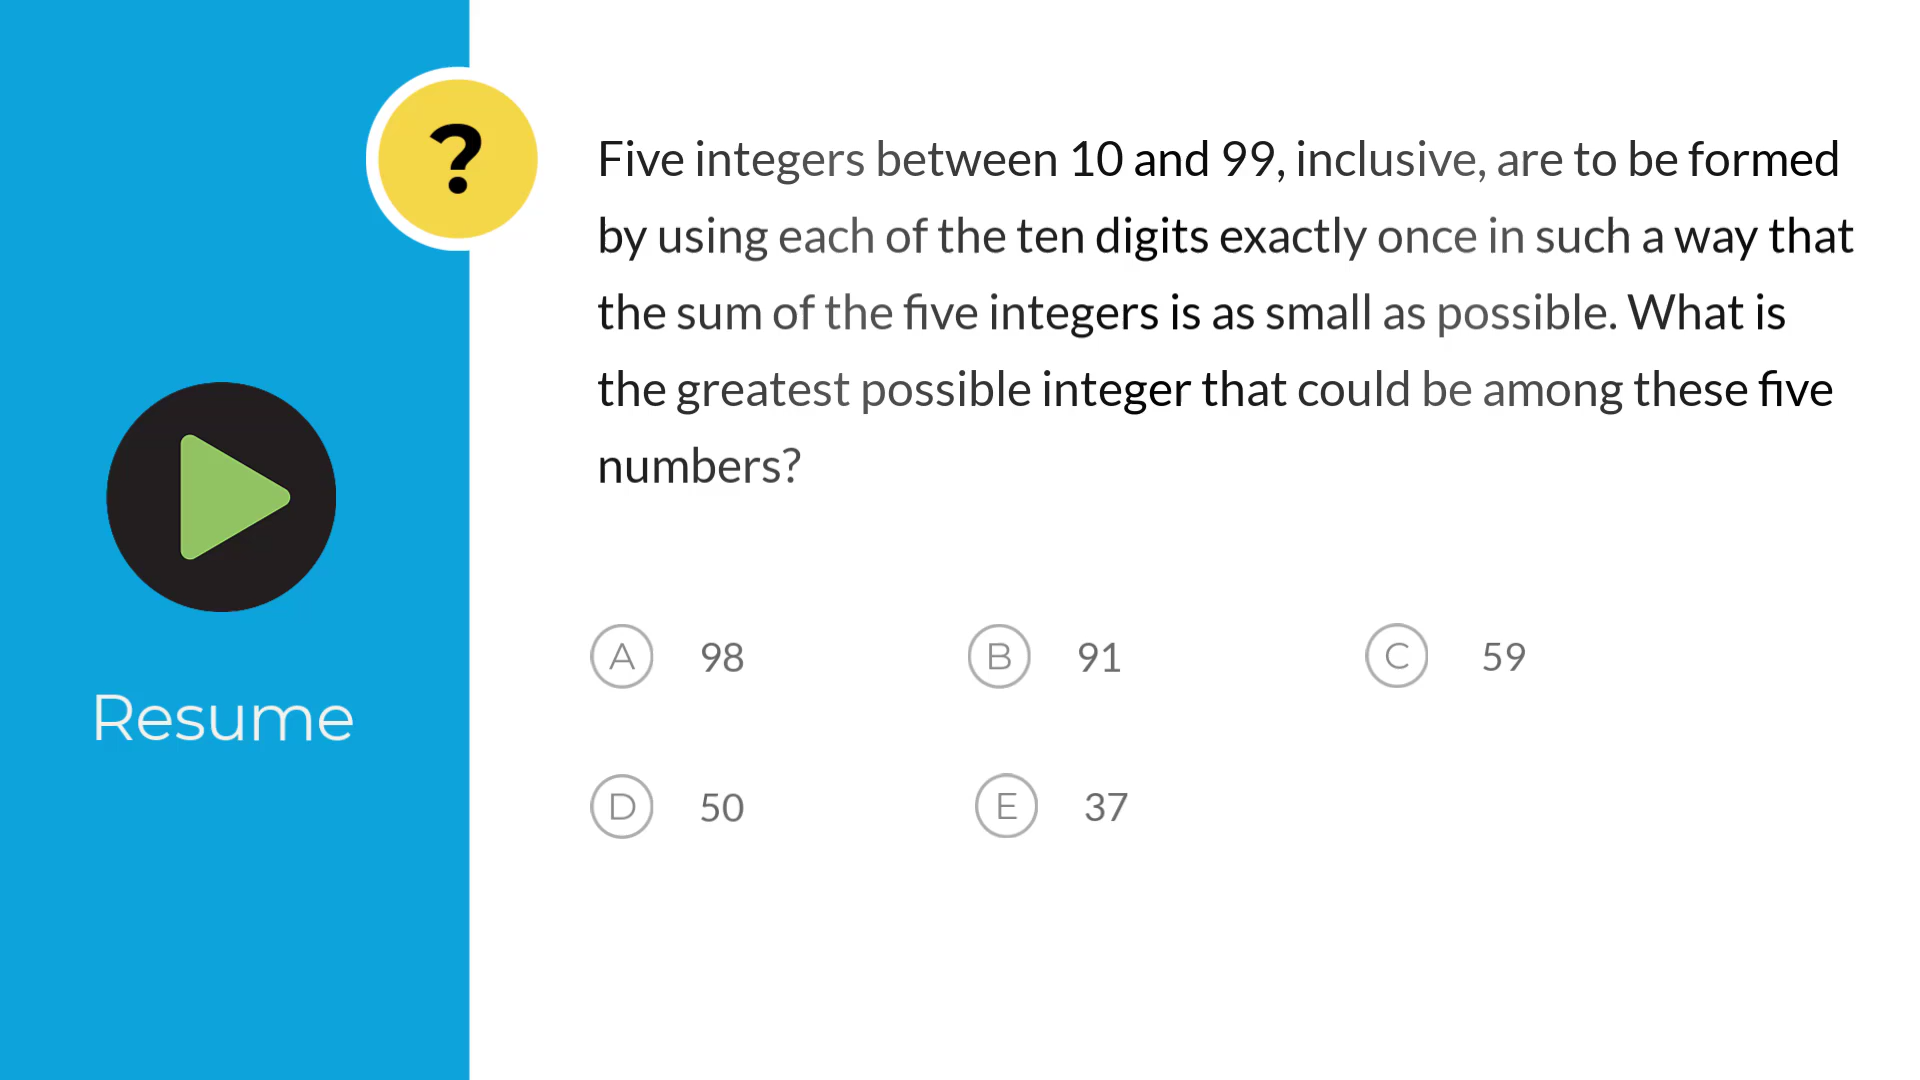 ?
Five integers between 10 and 99, inclusive, are to be formed
by using each of the ten digits exactly once in such a way that
the sum of the five integers is as small as possible. What is
the greatest possible integer that could be among these five
numbers?
A 98 B 91 C 59
D 50 E 37
Resume